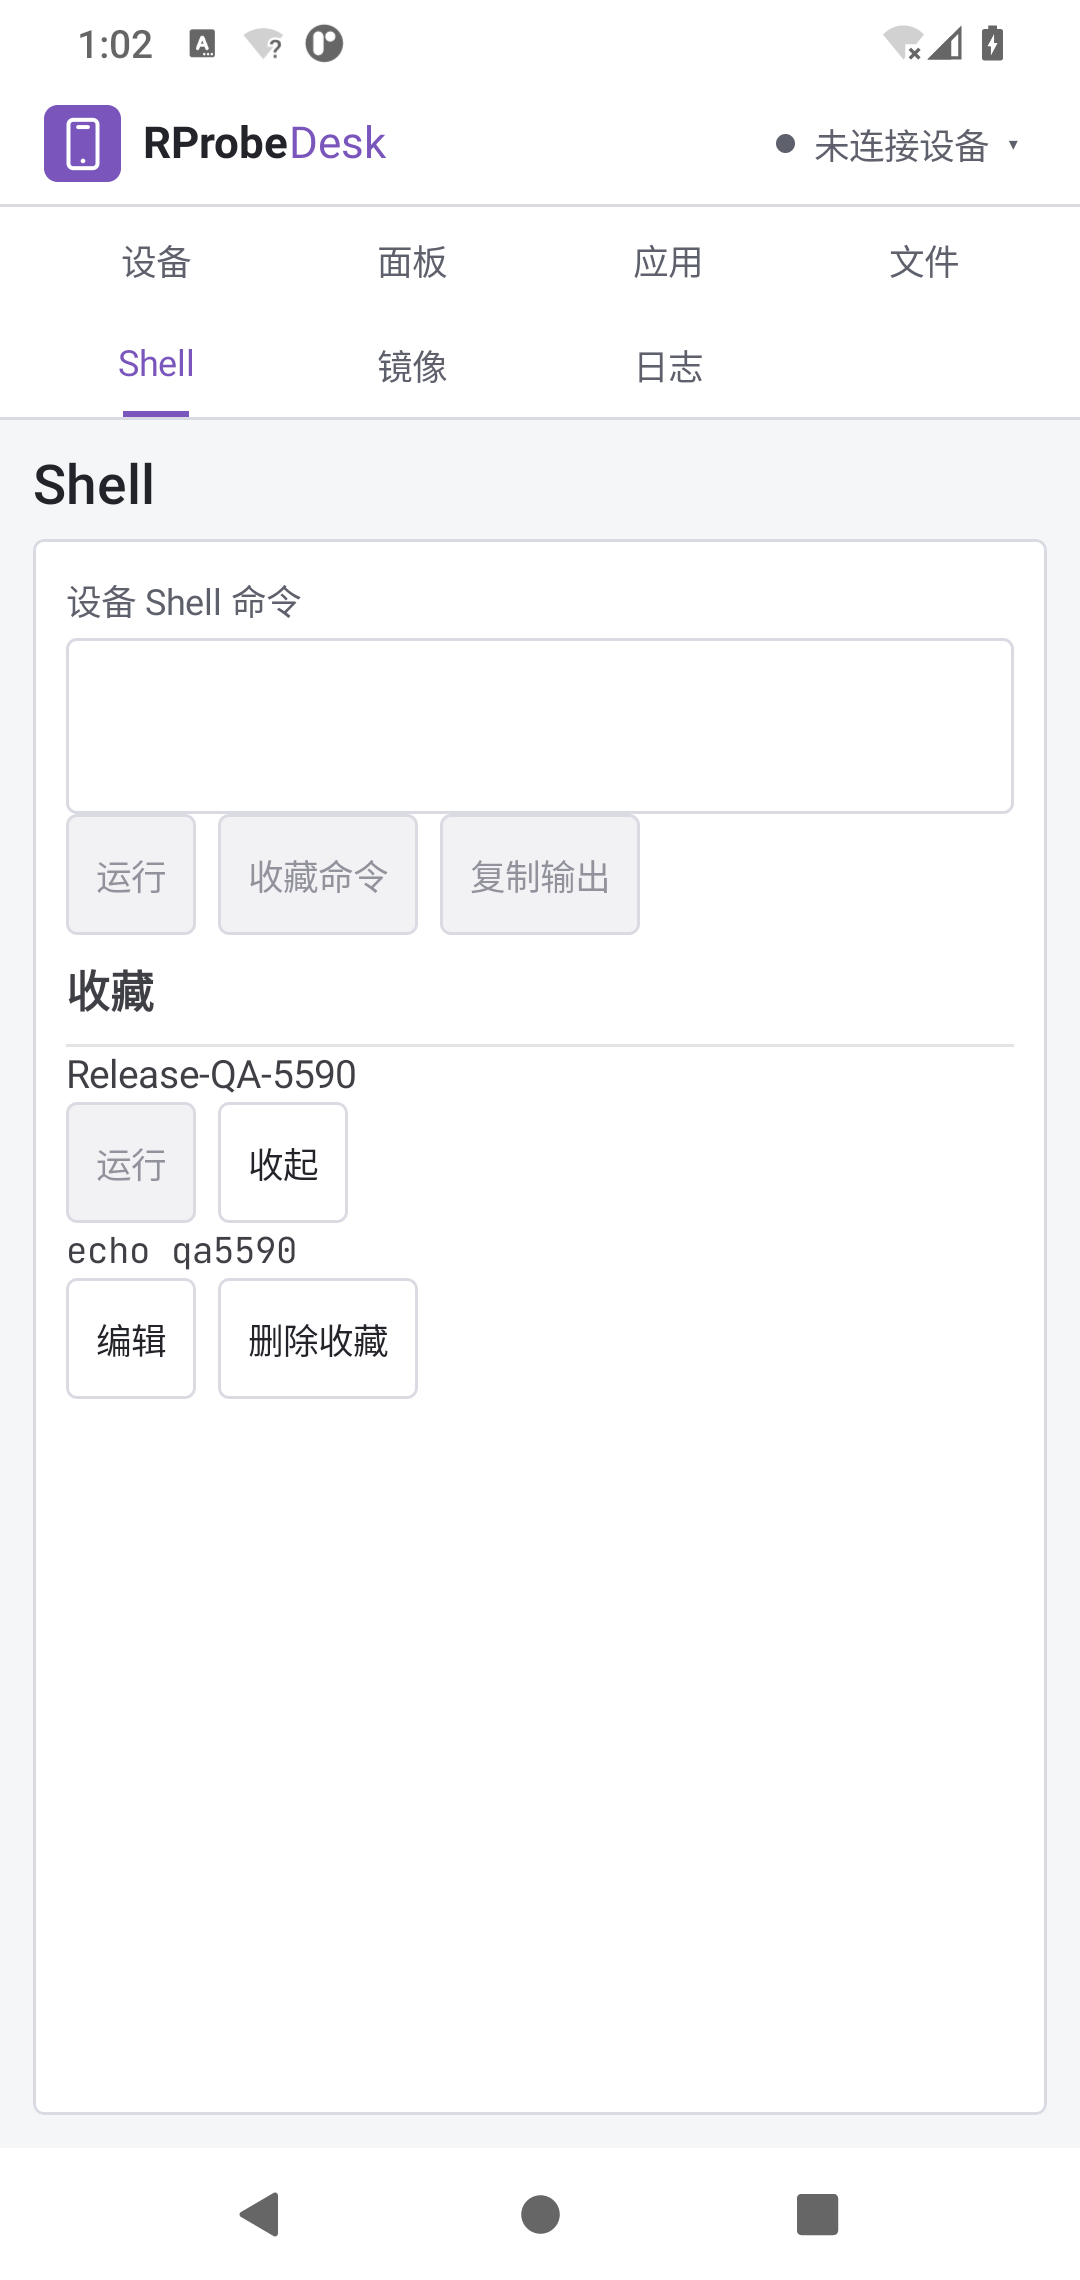 1:02
RProbeDesk
未连接设备 ▾
设备 面板 应用 文件
Shell 镜像 日志
Shell
设备 Shell 命令
运行 收藏命令 复制输出
收藏
Release-QA-5590
运行 收起
echo qa5590
编辑 删除收藏